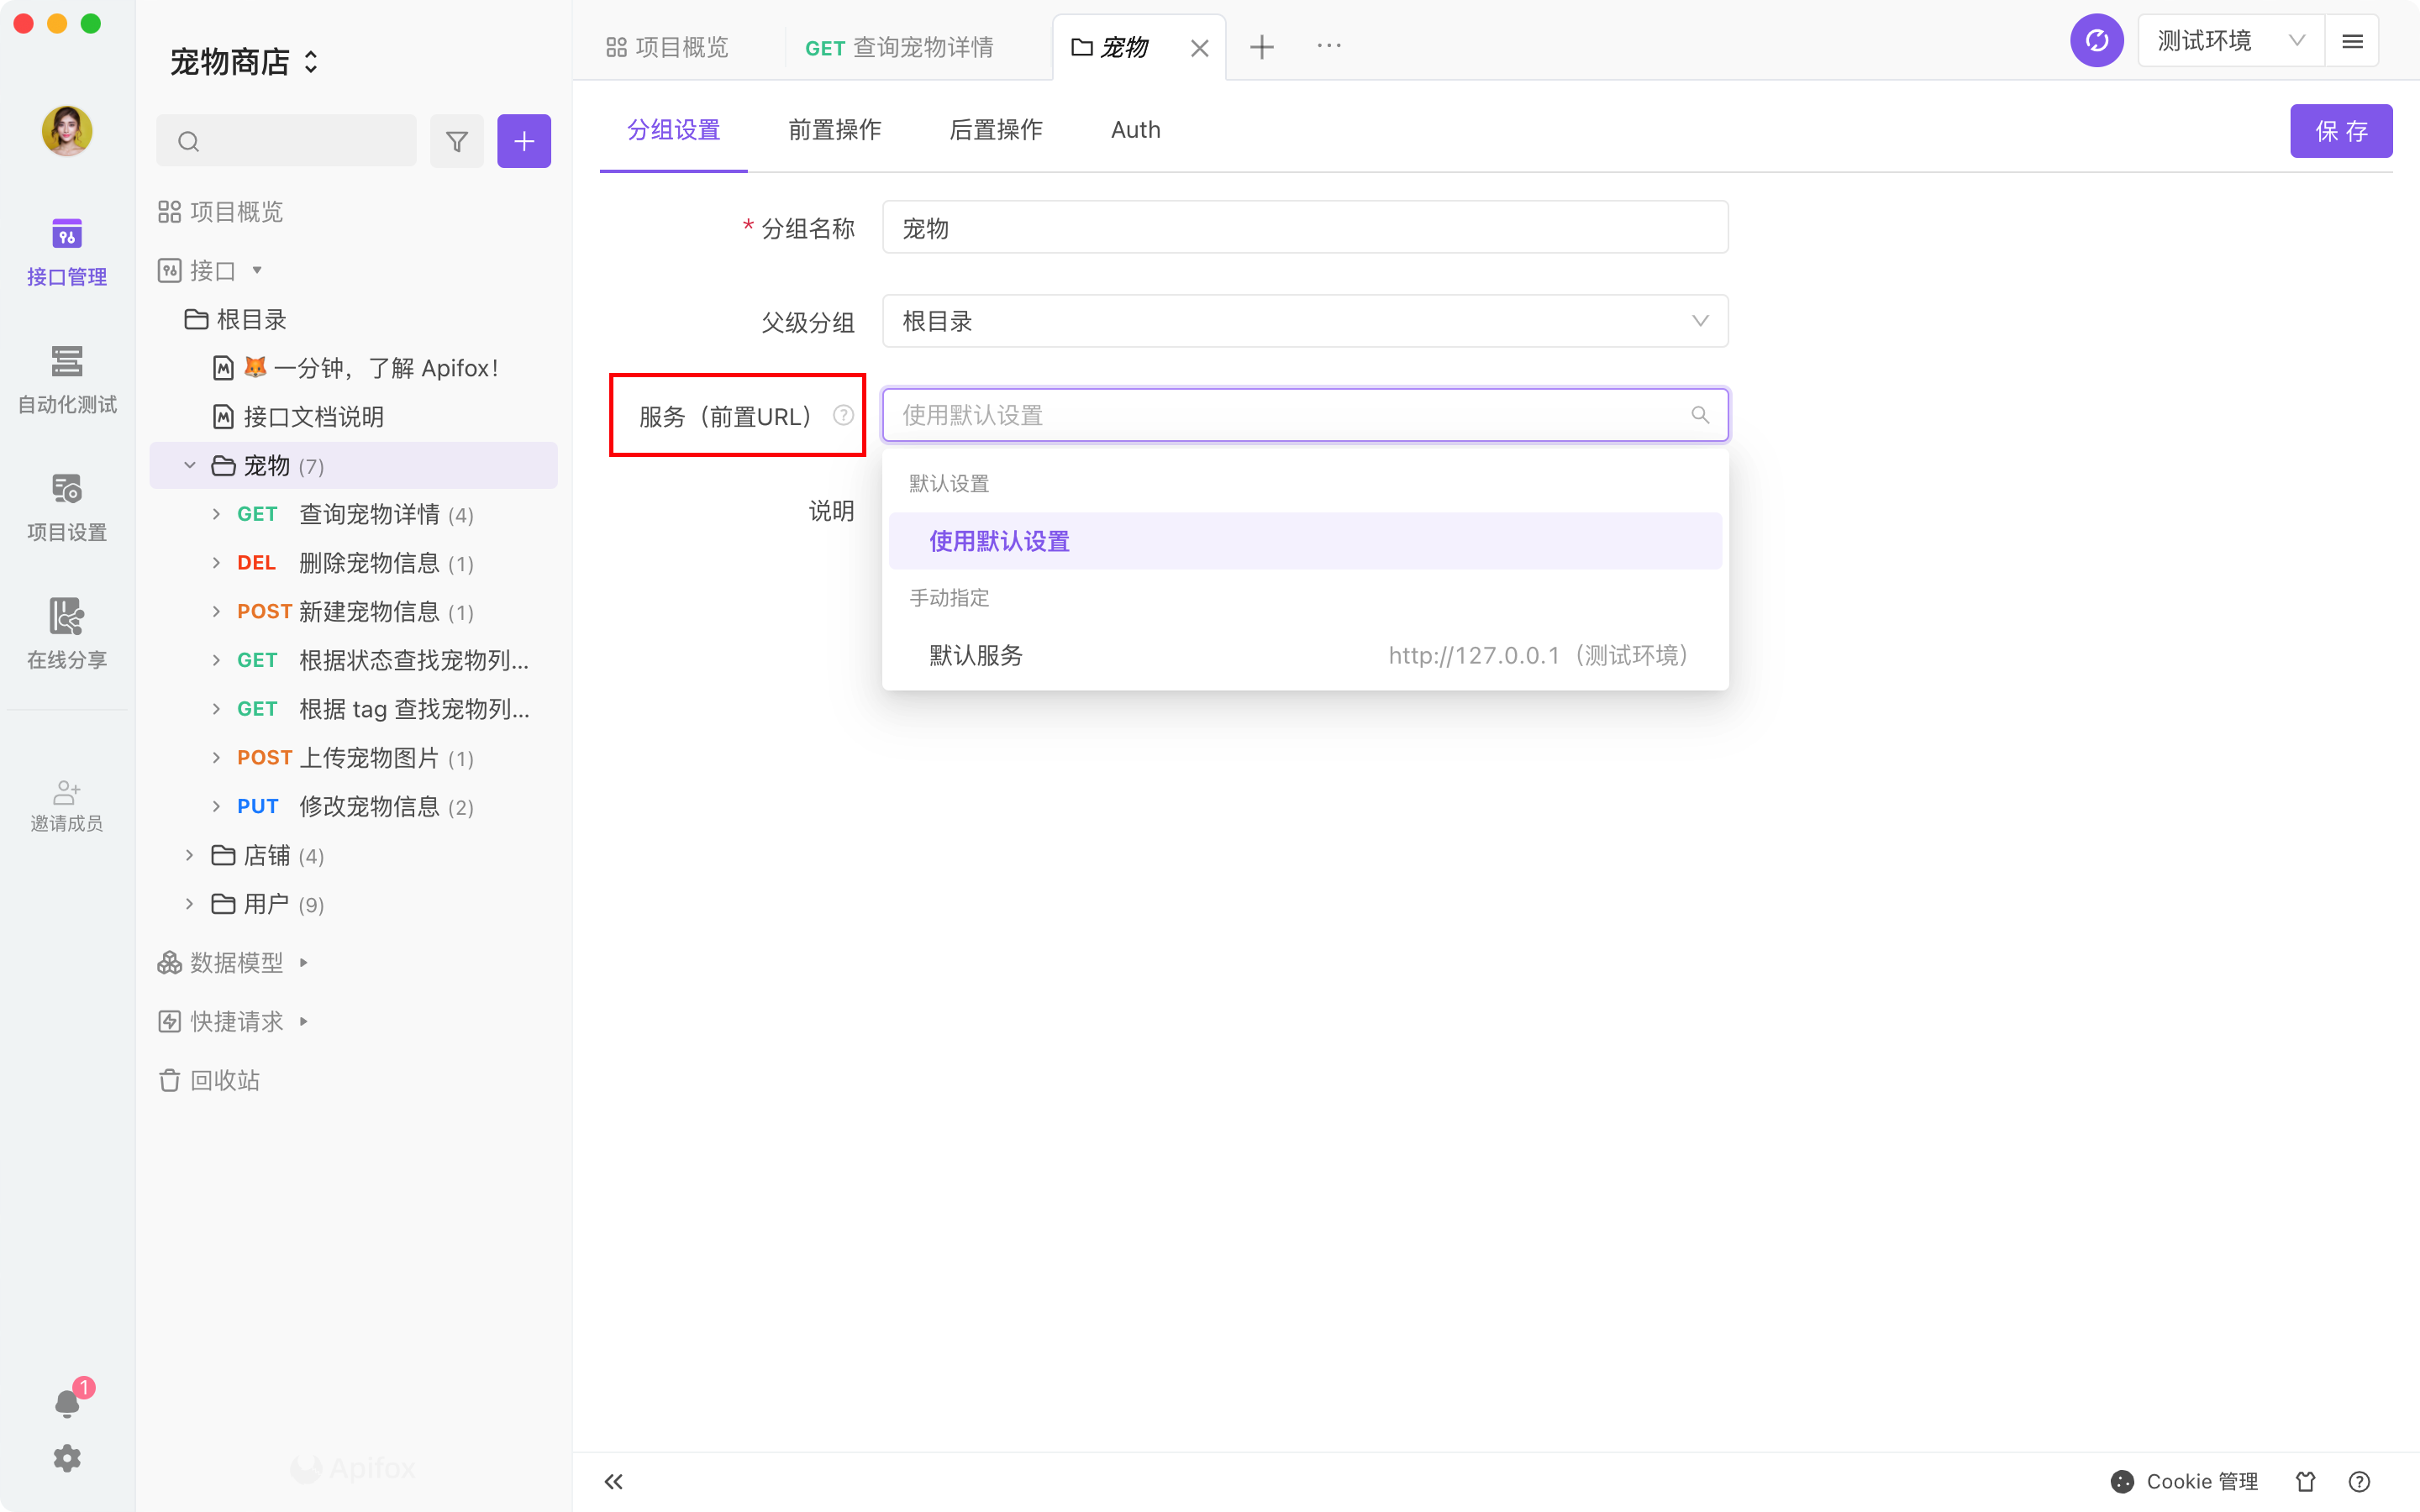 宠物商店
项目概览
GET 查询宠物详情
宠物
测试环境
接口管理
自动化测试
项目设置
在线分享
邀请成员
1
项目概览
接口
根目录
🦊 一分钟，了解 Apifox！
接口文档说明
宠物 (7)
GET 查询宠物详情 (4)
DEL 删除宠物信息 (1)
POST 新建宠物信息 (1)
GET 根据状态查找宠物列...
GET 根据 tag 查找宠物列...
POST 上传宠物图片 (1)
PUT 修改宠物信息 (2)
店铺 (4)
用户 (9)
数据模型
快捷请求
回收站
Apifox
分组设置
前置操作
后置操作
Auth
保 存
* 分组名称
宠物
父级分组
根目录
服务（前置URL）
使用默认设置
说明
默认设置
使用默认设置
手动指定
默认服务
http://127.0.0.1（测试环境）
Cookie 管理